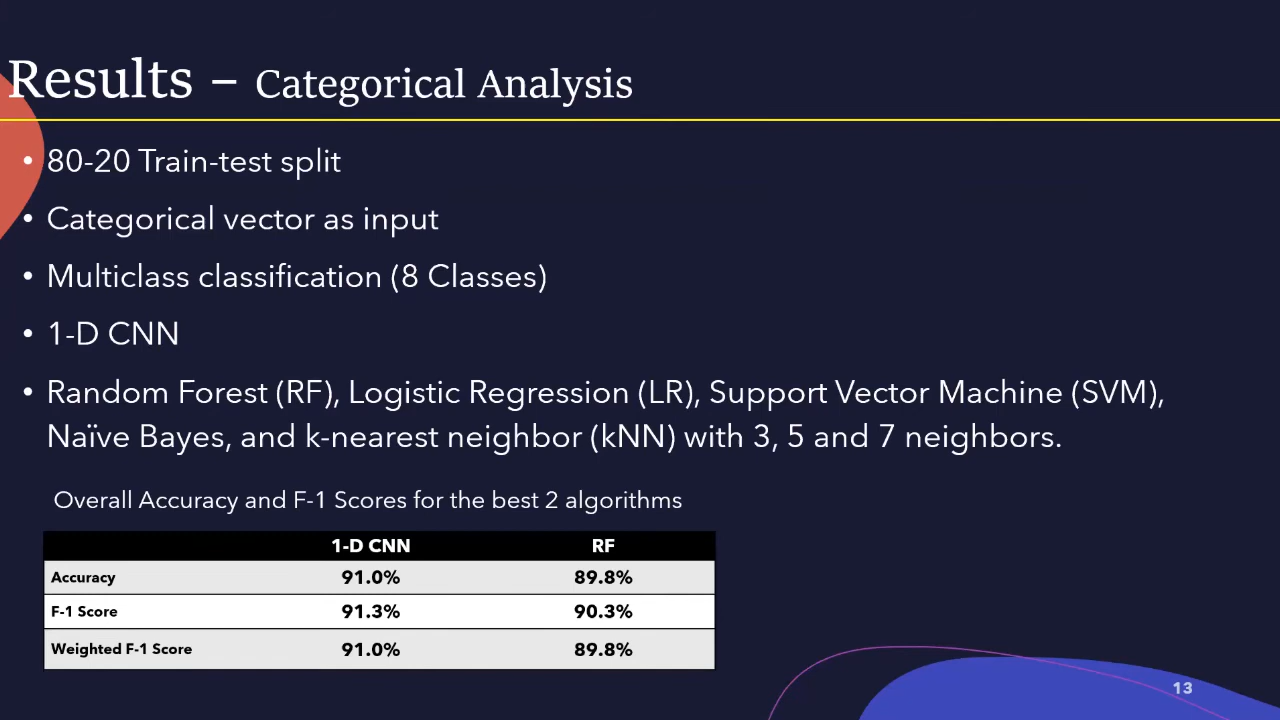 Results – Categorical Analysis
• 80-20 Train-test split
• Categorical vector as input
• Multiclass classification (8 Classes)
• 1-D CNN
• Random Forest (RF), Logistic Regression (LR), Support Vector Machine (SVM),
Naïve Bayes, and k-nearest neighbor (kNN) with 3, 5 and 7 neighbors.
Overall Accuracy and F-1 Scores for the best 2 algorithms
1-D CNN RF
Accuracy 91.0% 89.8%
F-1 Score 91.3% 90.3%
Weighted F-1 Score 91.0% 89.8%
13